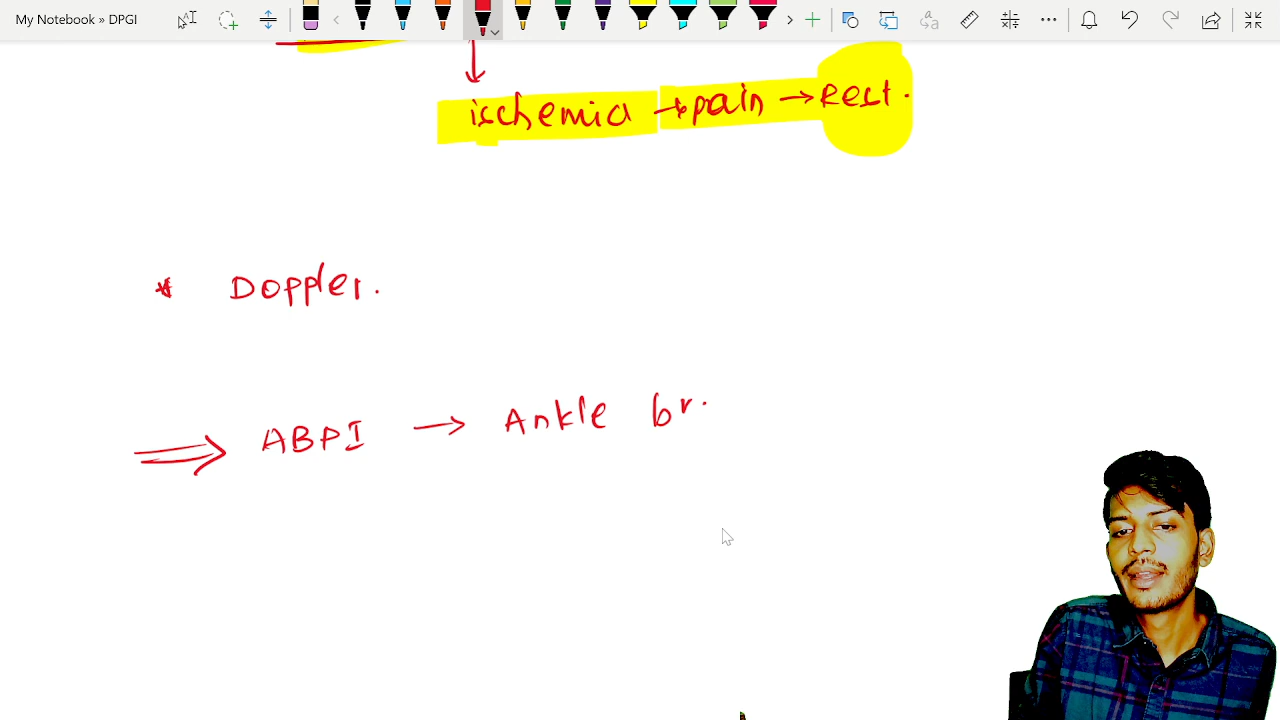 My Notebook » DPGI
ischemia → pain → Rest.
* Doppler.
⇒ ABPI → Ankle br.